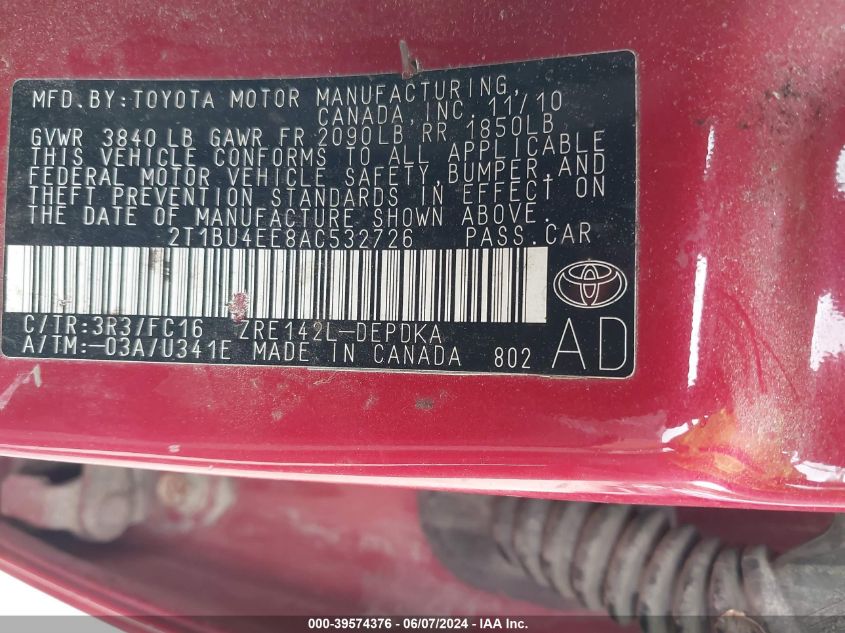 MFD.BY:TOYOTA MOTOR MANUFACTURING,
CANADA, INC. 11/10
GVWR 3840 LB GAWR FR 2090LB RR 1850LB
THIS VEHICLE CONFORMS TO ALL APPLICABLE
FEDERAL MOTOR VEHICLE SAFETY, BUMPER, AND
THEFT PREVENTION STANDARDS IN EFFECT ON
THE DATE OF MANUFACTURE SHOWN ABOVE.
2T1BU4EE8AC532726 PASS.CAR
C/TR:3R3/FC16 ZRE142L-DEPDKA
A/TM:-03A/U341E MADE IN CANADA 802
AD
000-39574376 - 06/07/2024 - IAA Inc.